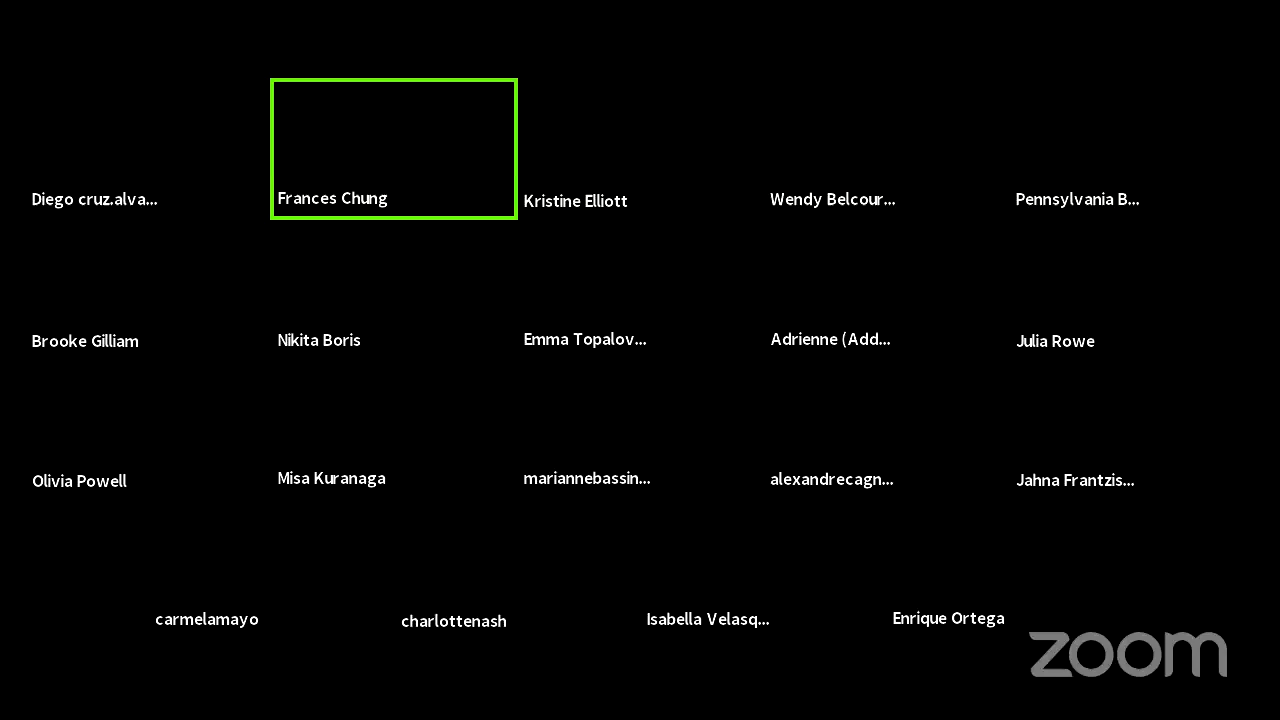 Diego cruz.alva...
Frances Chung
Kristine Elliott
Wendy Belcour...
Pennsylvania B...
Brooke Gilliam
Nikita Boris
Emma Topalov...
Adrienne (Add...
Julia Rowe
Olivia Powell
Misa Kuranaga
mariannebassin...
alexandrecagn...
Jahna Frantzis...
carmelamayo
charlottenash
Isabella Velasq...
Enrique Ortega
zoom